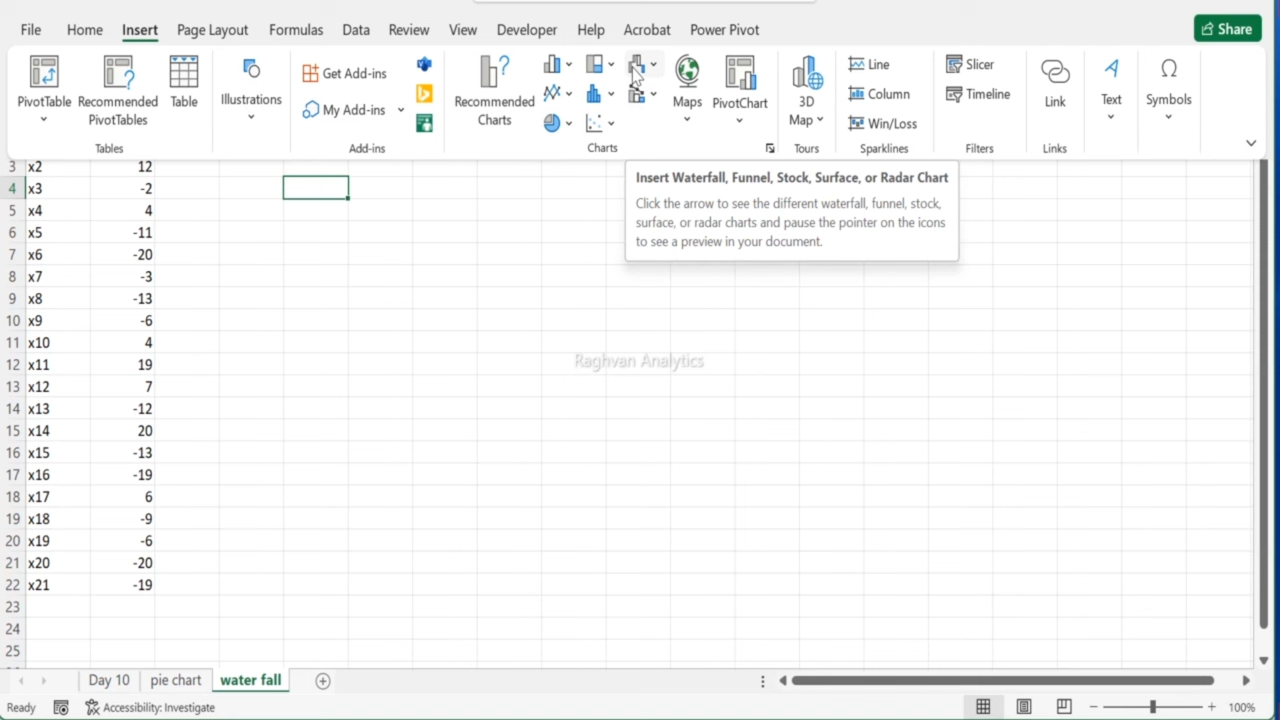 File Home Insert Page Layout Formulas Data Review View Developer Help Acrobat Power Pivot Share
PivotTable
Recommended
PivotTables
Table
Tables
Illustrations
Get Add-ins
My Add-ins
Add-ins
Recommended
Charts
Maps
PivotChart
Charts
3D
Map
Tours
Line
Column
Win/Loss
Sparklines
Slicer
Timeline
Filters
Link
Links
Text
Symbols
3 x2 12
4 x3 -2
5 x4 4
6 x5 -11
7 x6 -20
8 x7 -3
9 x8 -13
10 x9 -6
11 x10 4
12 x11 19
13 x12 7
14 x13 -12
15 x14 20
16 x15 -13
17 x16 -19
18 x17 6
19 x18 -9
20 x19 -6
21 x20 -20
22 x21 -19
23
24
25
Insert Waterfall, Funnel, Stock, Surface, or Radar Chart
Click the arrow to see the different waterfall, funnel, stock,
surface, or radar charts and pause the pointer on the icons
to see a preview in your document.
Raghvan Analytics
Day 10 pie chart water fall
Ready Accessibility: Investigate 100%